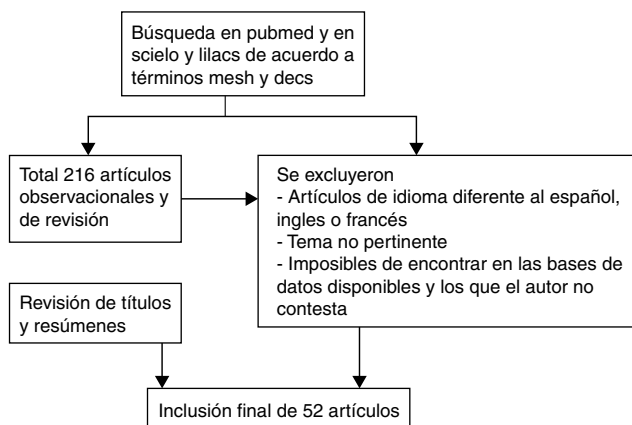 Búsqueda en pubmed y en
scielo y lilacs de acuerdo a
términos mesh y decs
Total 216 artículos
observacionales y
de revisión
Se excluyeron
- Artículos de idioma diferente al español,
ingles o francés
- Tema no pertinente
- Imposibles de encontrar en las bases de
datos disponibles y los que el autor no
contesta
Revisión de títulos
y resúmenes
Inclusión final de 52 artículos